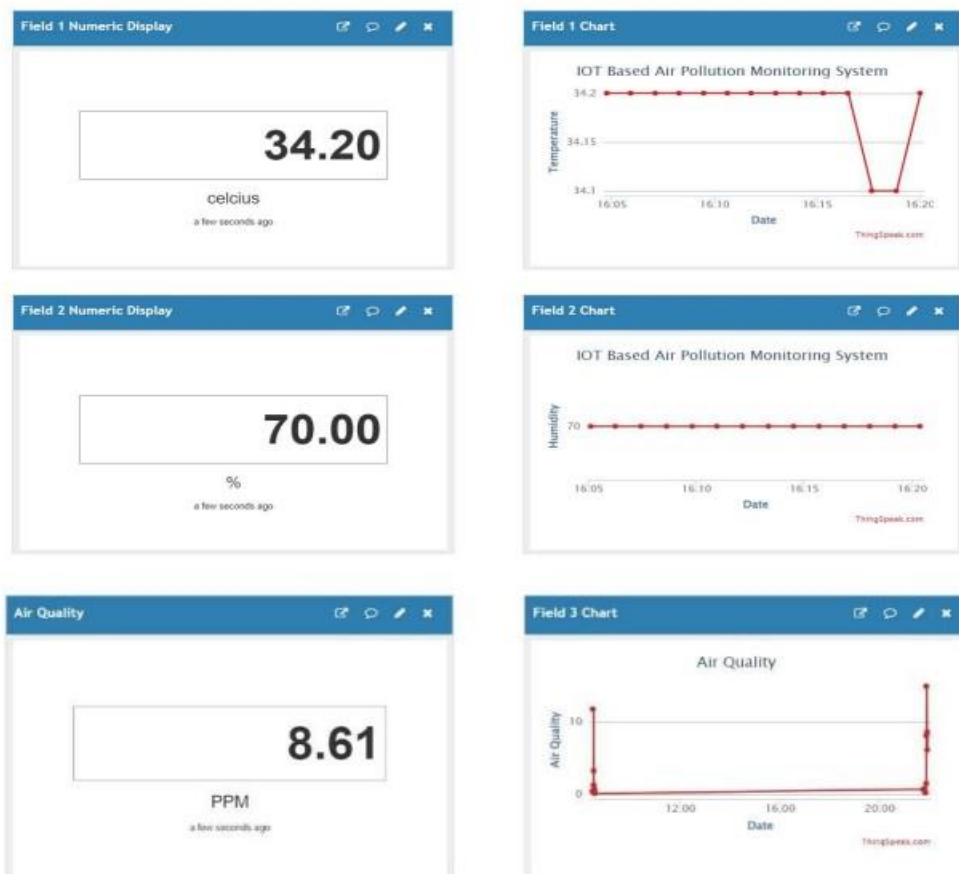 Field 1 Numeric Display
34.20
celcius
a few seconds ago
Field 1 Chart
IOT Based Air Pollution Monitoring System
Temperature
34.2
34.15
34.1
16:05 16:10 16:15 16:20
Date
ThingSpeak.com
Field 2 Numeric Display
70.00
%
a few seconds ago
Field 2 Chart
IOT Based Air Pollution Monitoring System
Humidity
70
16:05 16:10 16:15 16:20
Date
ThingSpeak.com
Air Quality
8.61
PPM
a few seconds ago
Field 3 Chart
Air Quality
Air Quality
10
0
12:00 16:00 20:00
Date
ThingSpeak.com